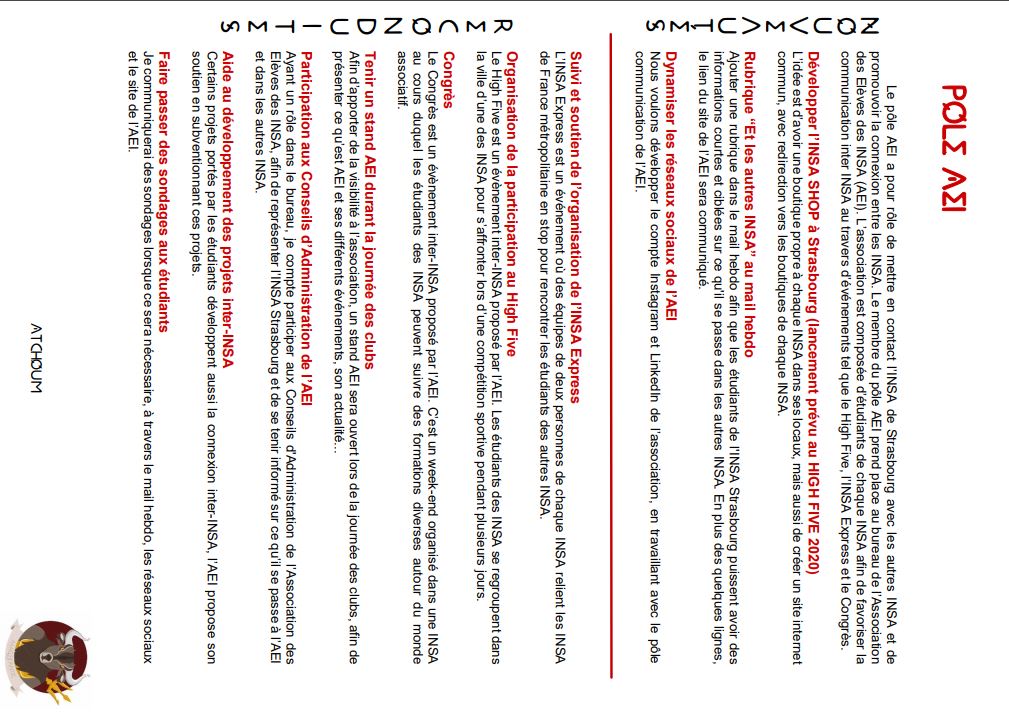 PÔLE AEI
Le pôle AEI a pour rôle de mettre en contact l’INSA de Strasbourg avec les autres INSA et de
promouvoir la connexion entre les INSA. Le membre du pôle AEI prend place au bureau de l’Association
des Elèves des INSA (AEI). L’association est composée d’étudiants de chaque INSA afin de favoriser la
communication inter INSA au travers d’événements tel que le High Five, l’INSA Express et le Congrès.
NOUVEAUTÉS
Développer l’INSA SHOP à Strasbourg (lancement prévu au HIGH FIVE 2020)
L’idée est d’avoir une boutique propre à chaque INSA dans ses locaux, mais aussi de créer un site internet
commun, avec redirection vers les boutiques de chaque INSA.
Rubrique “Et les autres INSA” au mail hebdo
Ajouter une rubrique dans le mail hebdo afin que les étudiants de l'INSA Strasbourg puissent avoir des
informations courtes et ciblées sur ce qu'il se passe dans les autres INSA. En plus des quelques lignes,
le lien du site de l’AEI sera communiqué.
Dynamiser les réseaux sociaux de l’AEI
Nous voulons développer le compte Instagram et LinkedIn de l’association, en travaillant avec le pôle
communication de l’AEI.
RECONDUITES
Suivi et soutien de l’organisation de l’INSA Express
L’INSA Express est un événement où des équipes de deux personnes de chaque INSA relient les INSA
de France métropolitaine en stop pour rencontrer les étudiants des autres INSA.
Organisation de la participation au High Five
Le High Five est un évènement inter-INSA proposé par l’AEI. Les étudiants des INSA se regroupent dans
la ville d’une des INSA pour s’affronter lors d’une compétition sportive pendant plusieurs jours.
Congrès
Le Congrès est un évènement inter-INSA proposé par l’AEI. C’est un week-end organisé dans une INSA
au cours duquel les étudiants des INSA peuvent suivre des formations diverses autour du monde
associatif.
Tenir un stand AEI durant la journée des clubs
Afin d’apporter de la visibilité à l’association, un stand AEI sera ouvert lors de la journée des clubs, afin de
présenter ce qu’est AEI et ses différents événements, son actualité...
Participation aux Conseils d’Administration de l’AEI
Ayant un rôle dans le bureau, je compte participer aux Conseils d'Administration de l’Association des
Elèves des INSA, afin de représenter l’INSA Strasbourg et de se tenir informé sur ce qu’il se passe à l’AEI
et dans les autres INSA.
Aide au développement des projets inter-INSA
Certains projets portés par les étudiants développent aussi la connexion inter-INSA, l’AEI propose son
soutien en subventionnant ces projets.
Faire passer des sondages aux étudiants
Je communiquerai des sondages lorsque ce sera nécessaire, à travers le mail hebdo, les réseaux sociaux
et le site de l’AEI.
ATCHOUM